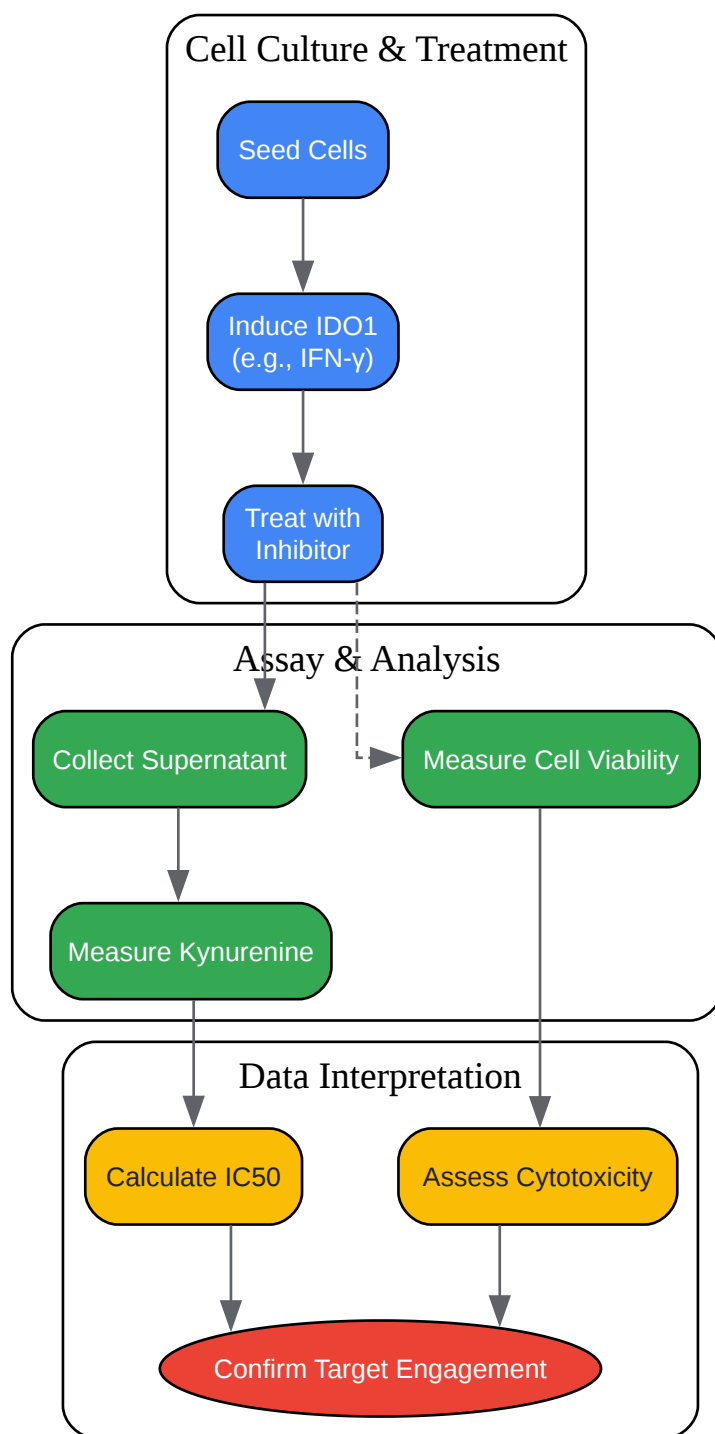 Cell Culture & Treatment
Seed Cells
Induce IDO1
(e.g., IFN-γ)
Treat with
Inhibitor
Assay & Analysis
Collect Supernatant
Measure Cell Viability
Measure Kynurenine
Data Interpretation
Calculate IC50
Assess Cytotoxicity
Confirm Target Engagement